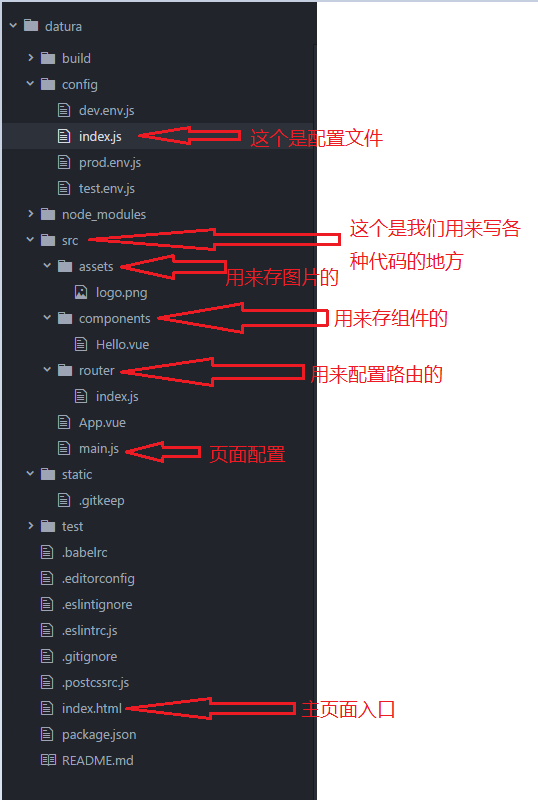 datura
build
config
dev.env.js
index.js
这个是配置文件
prod.env.js
test.env.js
node_modules
src
这个是我们用来写各
种代码的地方
assets
用来存图片的
logo.png
components
用来存组件的
Hello.vue
router
用来配置路由的
index.js
App.vue
main.js
页面配置
static
.gitkeep
test
.babelrc
.editorconfig
.eslintignore
.eslintrc.js
.gitignore
.postcssrc.js
index.html
主页面入口
package.json
README.md